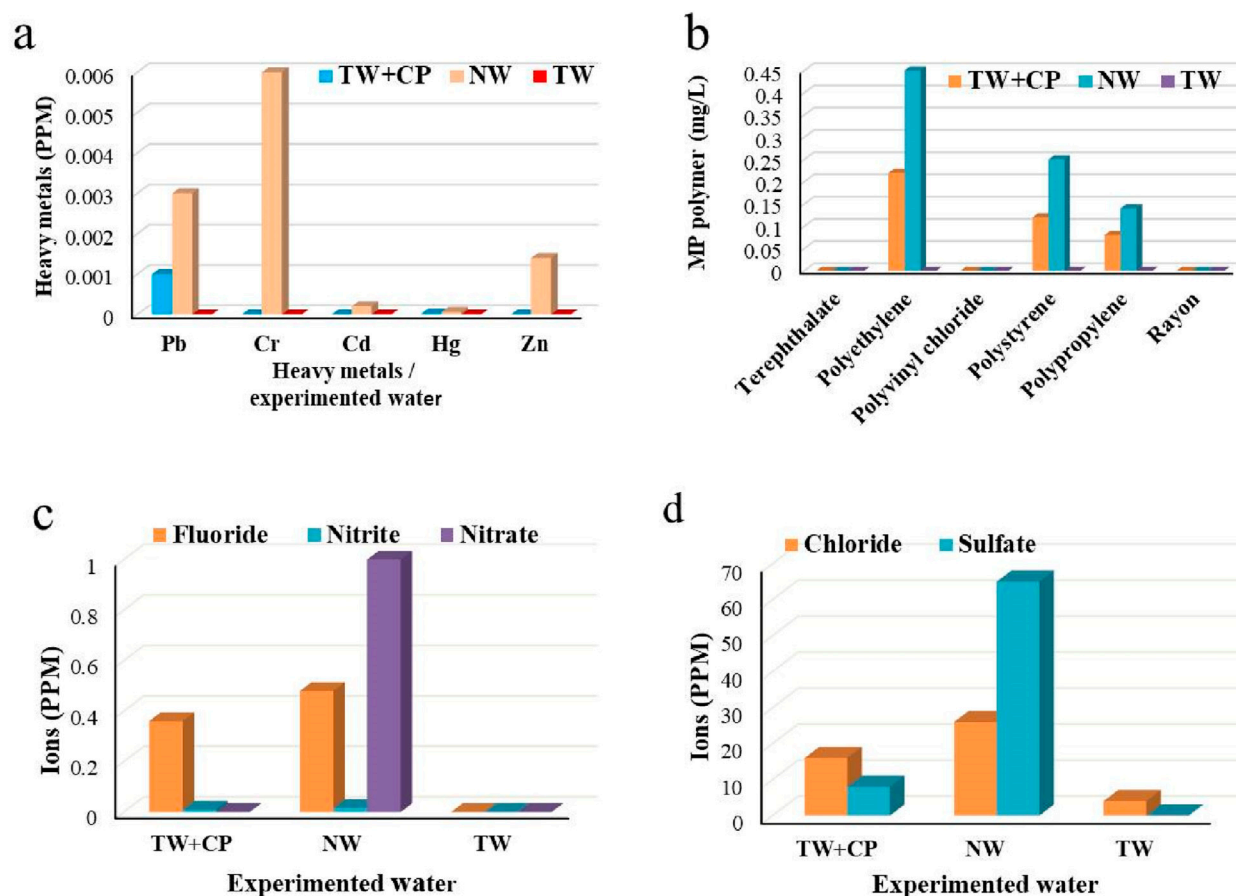 a
TW+CP NW TW
0.006
0.005
0.004
0.003
0.002
0.001
0
Heavy metals (PPM)
Pb Cr Cd Hg Zn
Heavy metals /
experimented water
b
TW+CP NW TW
0.45
0.4
0.35
0.3
0.25
0.2
0.15
0.1
0.05
0
MP polymer (mg/L)
Terephthalate
Polyethylene
Polyvinyl chloride
Polystyrene
Polypropylene
Rayon
c
Fluoride Nitrite Nitrate
1
0.8
0.6
0.4
0.2
0
Ions (PPM)
TW+CP NW TW
Experimented water
d
Chloride Sulfate
70
60
50
40
30
20
10
0
Ions (PPM)
TW+CP NW TW
Experimented water